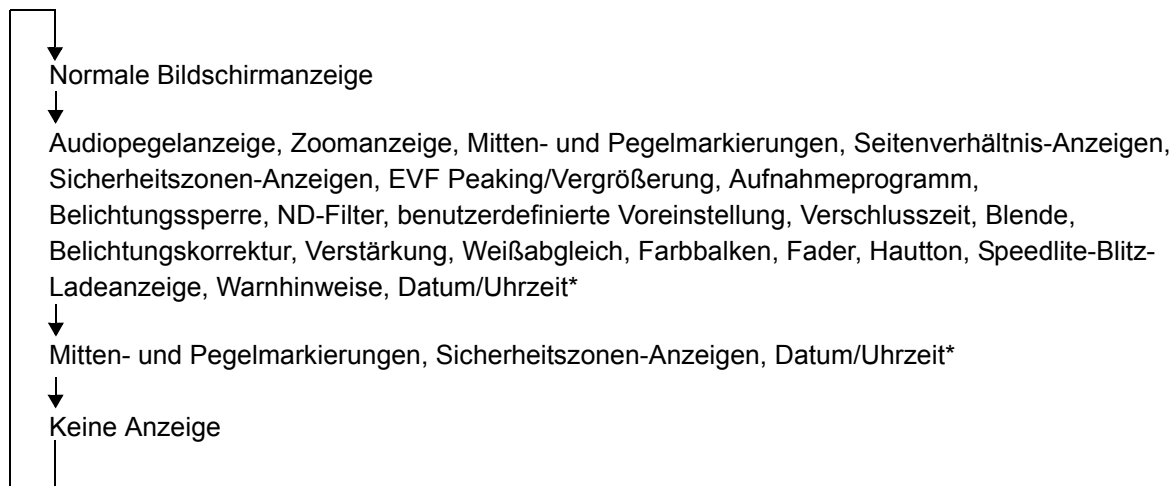 Normale Bildschirmanzeige
Audiopegelanzeige, Zoomanzeige, Mitten- und Pegelmarkierungen, Seitenverhältnis-Anzeigen,
Sicherheitszonen-Anzeigen, EVF Peaking/Vergrößerung, Aufnahmeprogramm,
Belichtungssperre, ND-Filter, benutzerdefinierte Voreinstellung, Verschlusszeit, Blende,
Belichtungskorrektur, Verstärkung, Weißabgleich, Farbbalken, Fader, Hautton, Speedlite-Blitz-
Ladeanzeige, Warnhinweise, Datum/Uhrzeit*
Mitten- und Pegelmarkierungen, Sicherheitszonen-Anzeigen, Datum/Uhrzeit*
Keine Anzeige